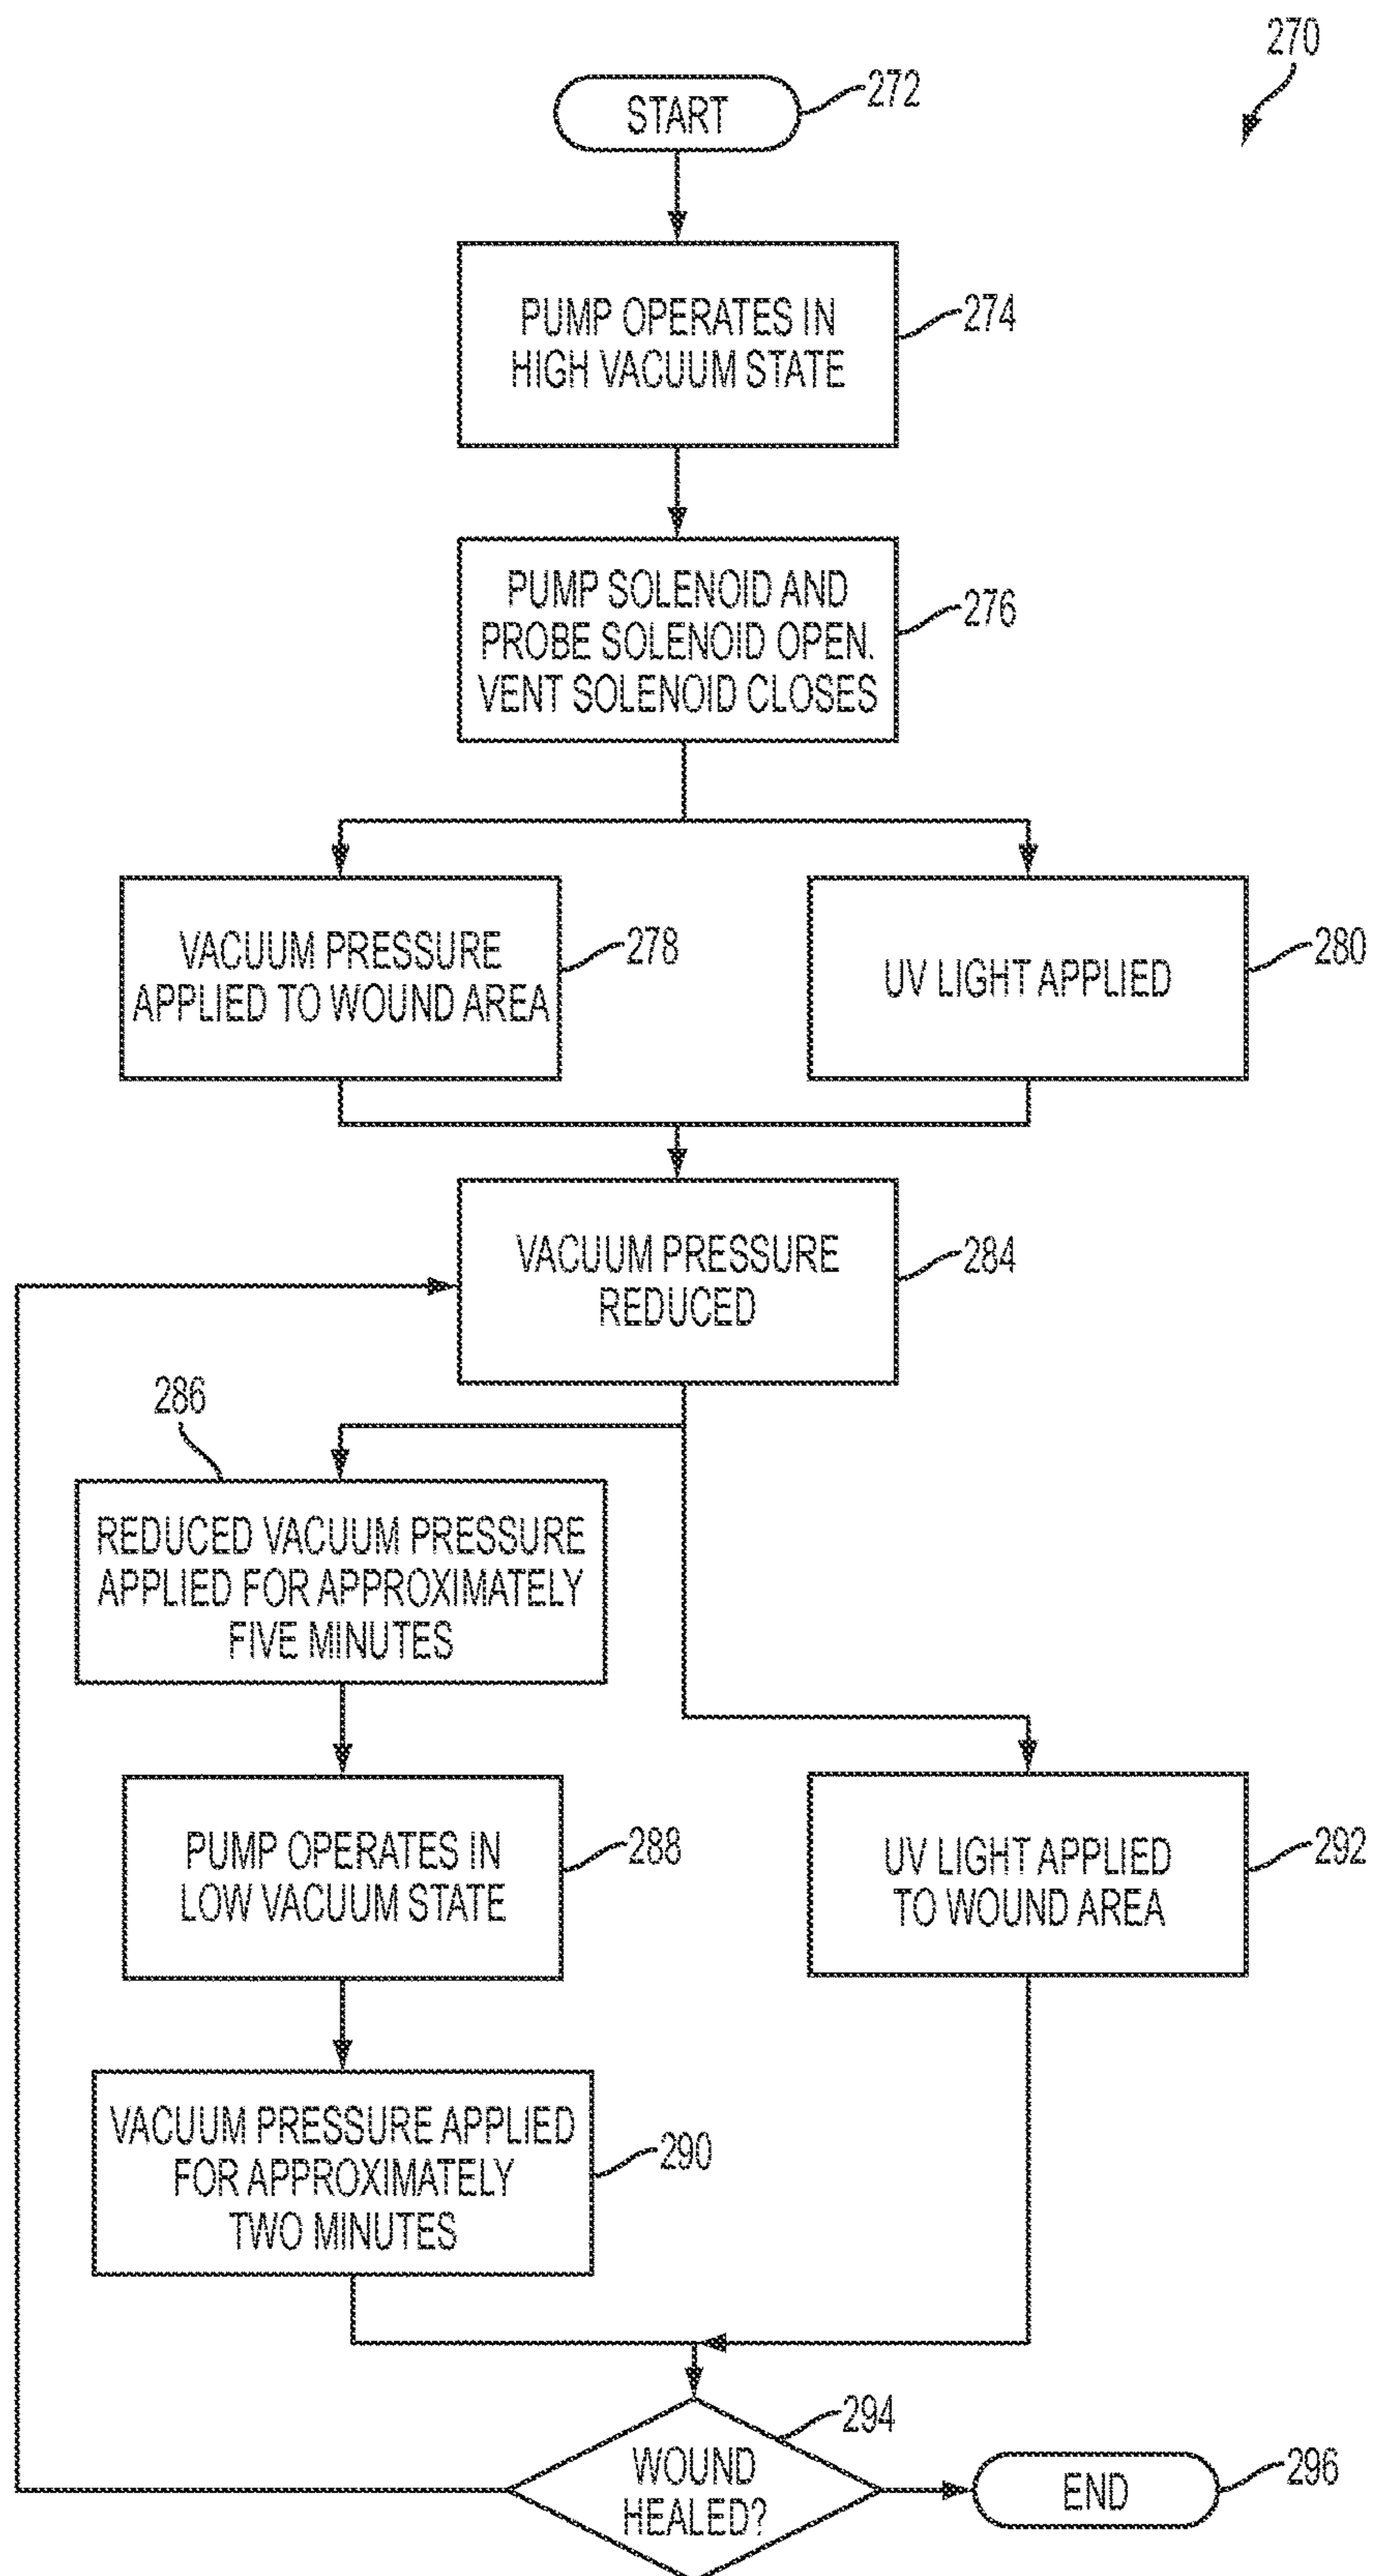 270
START
272
PUMP OPERATES IN
HIGH VACUUM STATE
274
PUMP SOLENOID AND
PROBE SOLENOID OPEN.
VENT SOLENOID CLOSES
276
VACUUM PRESSURE
APPLIED TO WOUND AREA
278
UV LIGHT APPLIED
280
VACUUM PRESSURE
REDUCED
284
286
REDUCED VACUUM PRESSURE
APPLIED FOR APPROXIMATELY
FIVE MINUTES
PUMP OPERATES IN
LOW VACUUM STATE
288
UV LIGHT APPLIED
TO WOUND AREA
292
VACUUM PRESSURE APPLIED
FOR APPROXIMATELY
TWO MINUTES
290
WOUND
HEALED?
294
END
296